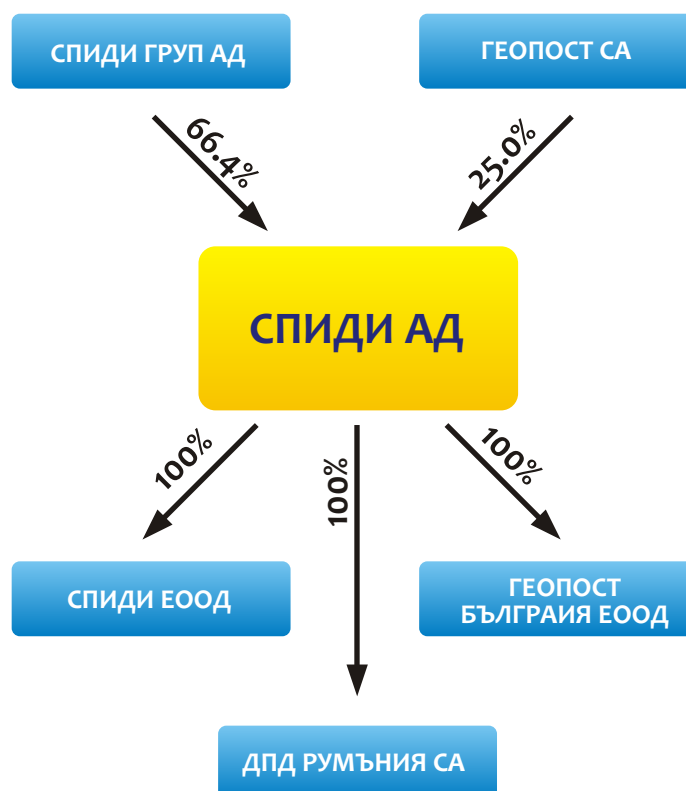 СПИДИ ГРУП АД
ГЕОПОСТ СА
66.4%
25.0%
СПИДИ АД
100%
100%
100%
СПИДИ ЕООД
ГЕОПОСТ
БЪЛГРАИЯ ЕООД
ДПД РУМЪНИЯ СА